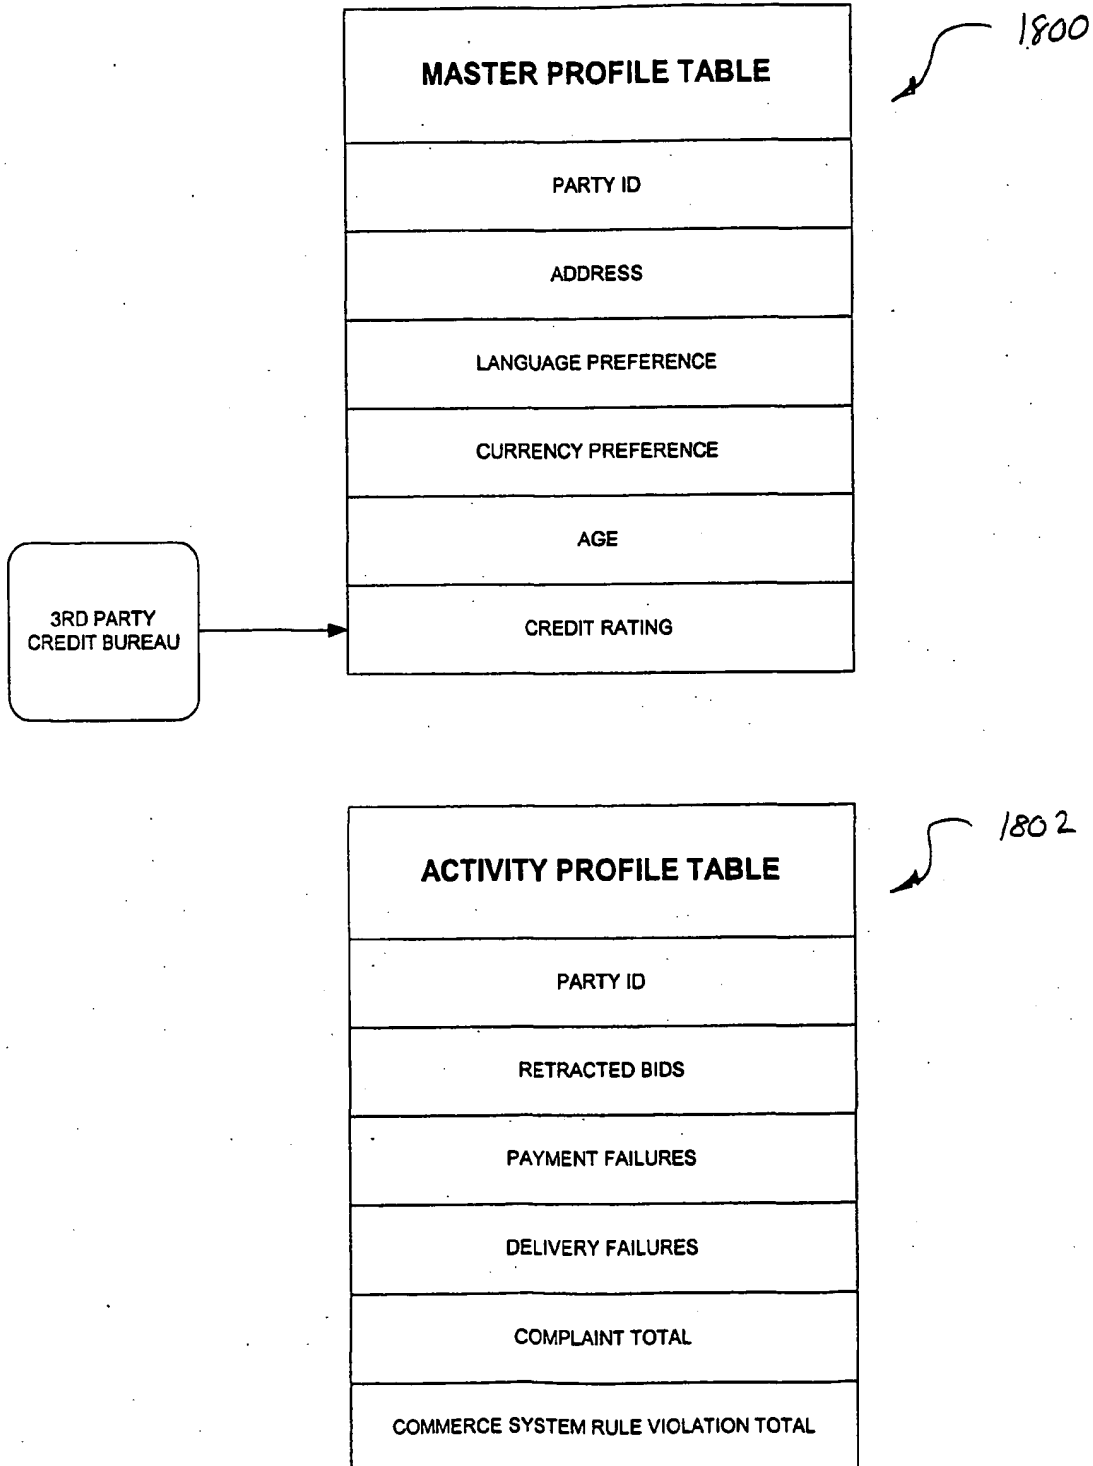 1800
MASTER PROFILE TABLE
PARTY ID
ADDRESS
LANGUAGE PREFERENCE
CURRENCY PREFERENCE
AGE
3RD PARTY
CREDIT BUREAU
CREDIT RATING
1802
ACTIVITY PROFILE TABLE
PARTY ID
RETRACTED BIDS
PAYMENT FAILURES
DELIVERY FAILURES
COMPLAINT TOTAL
COMMERCE SYSTEM RULE VIOLATION TOTAL